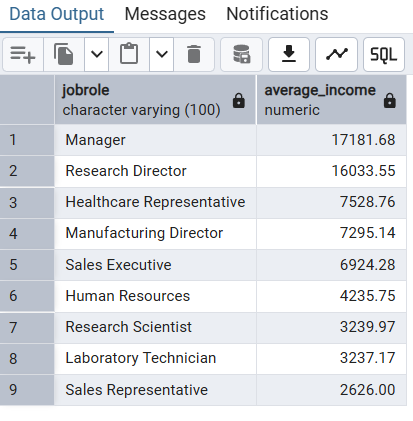 Data Output Messages Notifications
SQL
jobrole average_income
character varying (100) numeric
1 Manager 17181.68
2 Research Director 16033.55
3 Healthcare Representative 7528.76
4 Manufacturing Director 7295.14
5 Sales Executive 6924.28
6 Human Resources 4235.75
7 Research Scientist 3239.97
8 Laboratory Technician 3237.17
9 Sales Representative 2626.00